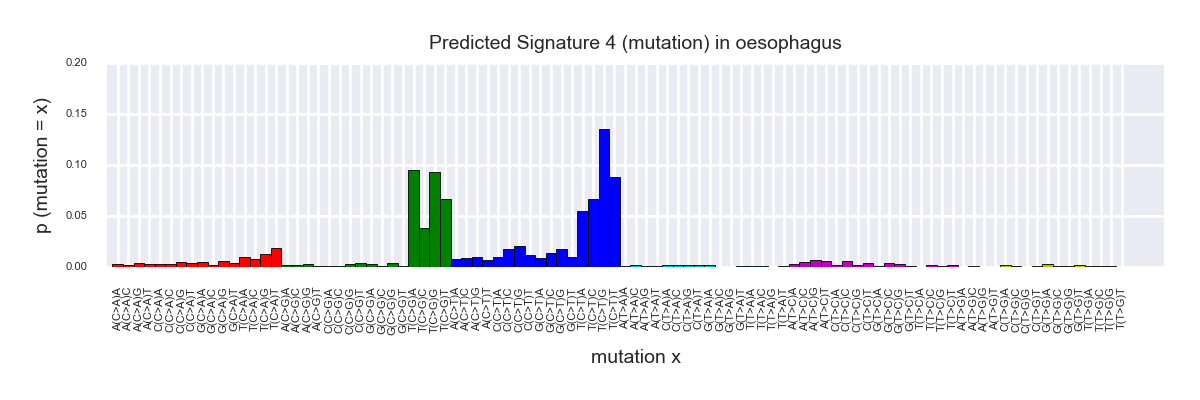 Predicted Signature 4 (mutation) in oesophagus
p (mutation = x)
0.20
0.15
0.10
0.05
0.00
A(C>A)A
A(C>A)C
A(C>A)G
A(C>A)T
C(C>A)A
C(C>A)C
C(C>A)G
C(C>A)T
G(C>A)A
G(C>A)C
G(C>A)G
G(C>A)T
T(C>A)A
T(C>A)C
T(C>A)G
T(C>A)T
A(C>G)A
A(C>G)C
A(C>G)G
A(C>G)T
C(C>G)A
C(C>G)C
C(C>G)G
C(C>G)T
G(C>G)A
G(C>G)C
G(C>G)G
G(C>G)T
T(C>G)A
T(C>G)C
T(C>G)G
T(C>G)T
A(C>T)A
A(C>T)C
A(C>T)G
A(C>T)T
C(C>T)A
C(C>T)C
C(C>T)G
C(C>T)T
G(C>T)A
G(C>T)C
G(C>T)G
G(C>T)T
T(C>T)A
T(C>T)C
T(C>T)G
T(C>T)T
A(T>A)A
A(T>A)C
A(T>A)G
A(T>A)T
C(T>A)A
C(T>A)C
C(T>A)G
C(T>A)T
G(T>A)A
G(T>A)C
G(T>A)G
G(T>A)T
T(T>A)A
T(T>A)C
T(T>A)G
T(T>A)T
A(T>C)A
A(T>C)C
A(T>C)G
A(T>C)T
C(T>C)A
C(T>C)C
C(T>C)G
C(T>C)T
G(T>C)A
G(T>C)C
G(T>C)G
G(T>C)T
T(T>C)A
T(T>C)C
T(T>C)G
T(T>C)T
A(T>G)A
A(T>G)C
A(T>G)G
A(T>G)T
C(T>G)A
C(T>G)C
C(T>G)G
C(T>G)T
G(T>G)A
G(T>G)C
G(T>G)G
G(T>G)T
T(T>G)A
T(T>G)C
T(T>G)G
T(T>G)T
mutation x